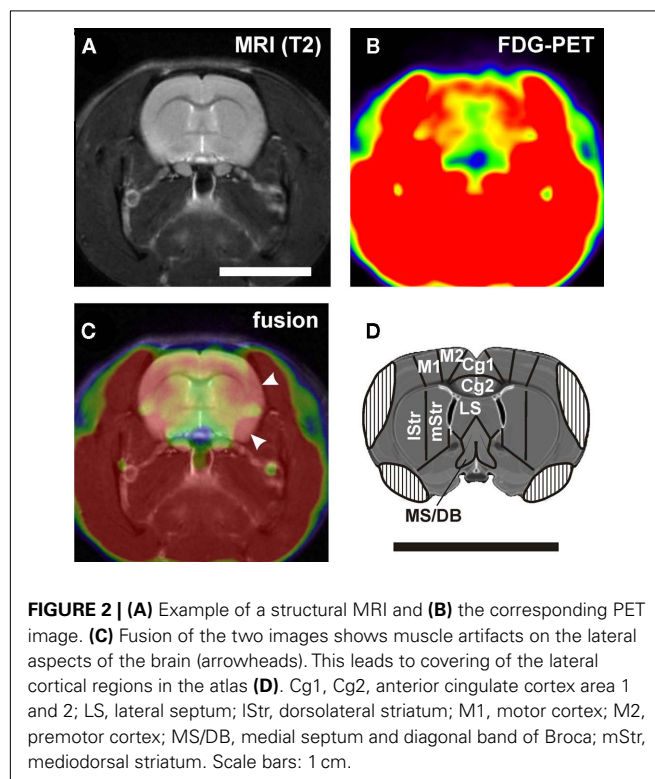 A
MRI (T2)
B
FDG-PET
C
fusion
D
M1
M2
Cg1
Cg2
LS
lStr
mStr
MS/DB
FIGURE 2 | (A) Example of a structural MRI and (B) the corresponding PET
image. (C) Fusion of the two images shows muscle artifacts on the lateral
aspects of the brain (arrowheads). This leads to covering of the lateral
cortical regions in the atlas (D). Cg1, Cg2, anterior cingulate cortex area 1
and 2; LS, lateral septum; lStr, dorsolateral striatum; M1, motor cortex; M2,
premotor cortex; MS/DB, medial septum and diagonal band of Broca; mStr,
mediodorsal striatum. Scale bars: 1 cm.